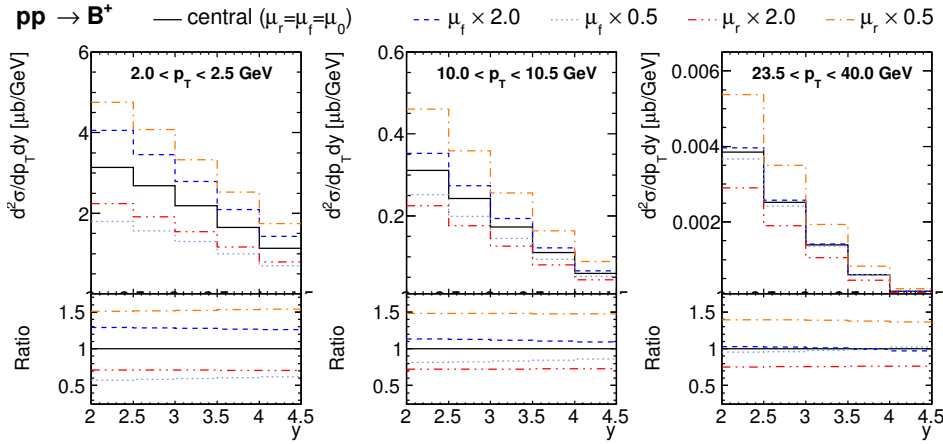 pp → B⁺ central (μr=μf=μ0) μf × 2.0 μf × 0.5 μr × 2.0 μr × 0.5
d²σ/dpTdy [μb/GeV]
6
4
2
2.0 < pT < 2.5 GeV
Ratio
1.5
1
0.5
2 2.5 3 3.5 4 4.5
y
d²σ/dpTdy [μb/GeV]
0.6
0.4
0.2
10.0 < pT < 10.5 GeV
Ratio
1.5
1
0.5
2 2.5 3 3.5 4 4.5
y
d²σ/dpTdy [μb/GeV]
0.006
0.004
0.002
23.5 < pT < 40.0 GeV
Ratio
1.5
1
0.5
2 2.5 3 3.5 4 4.5
y